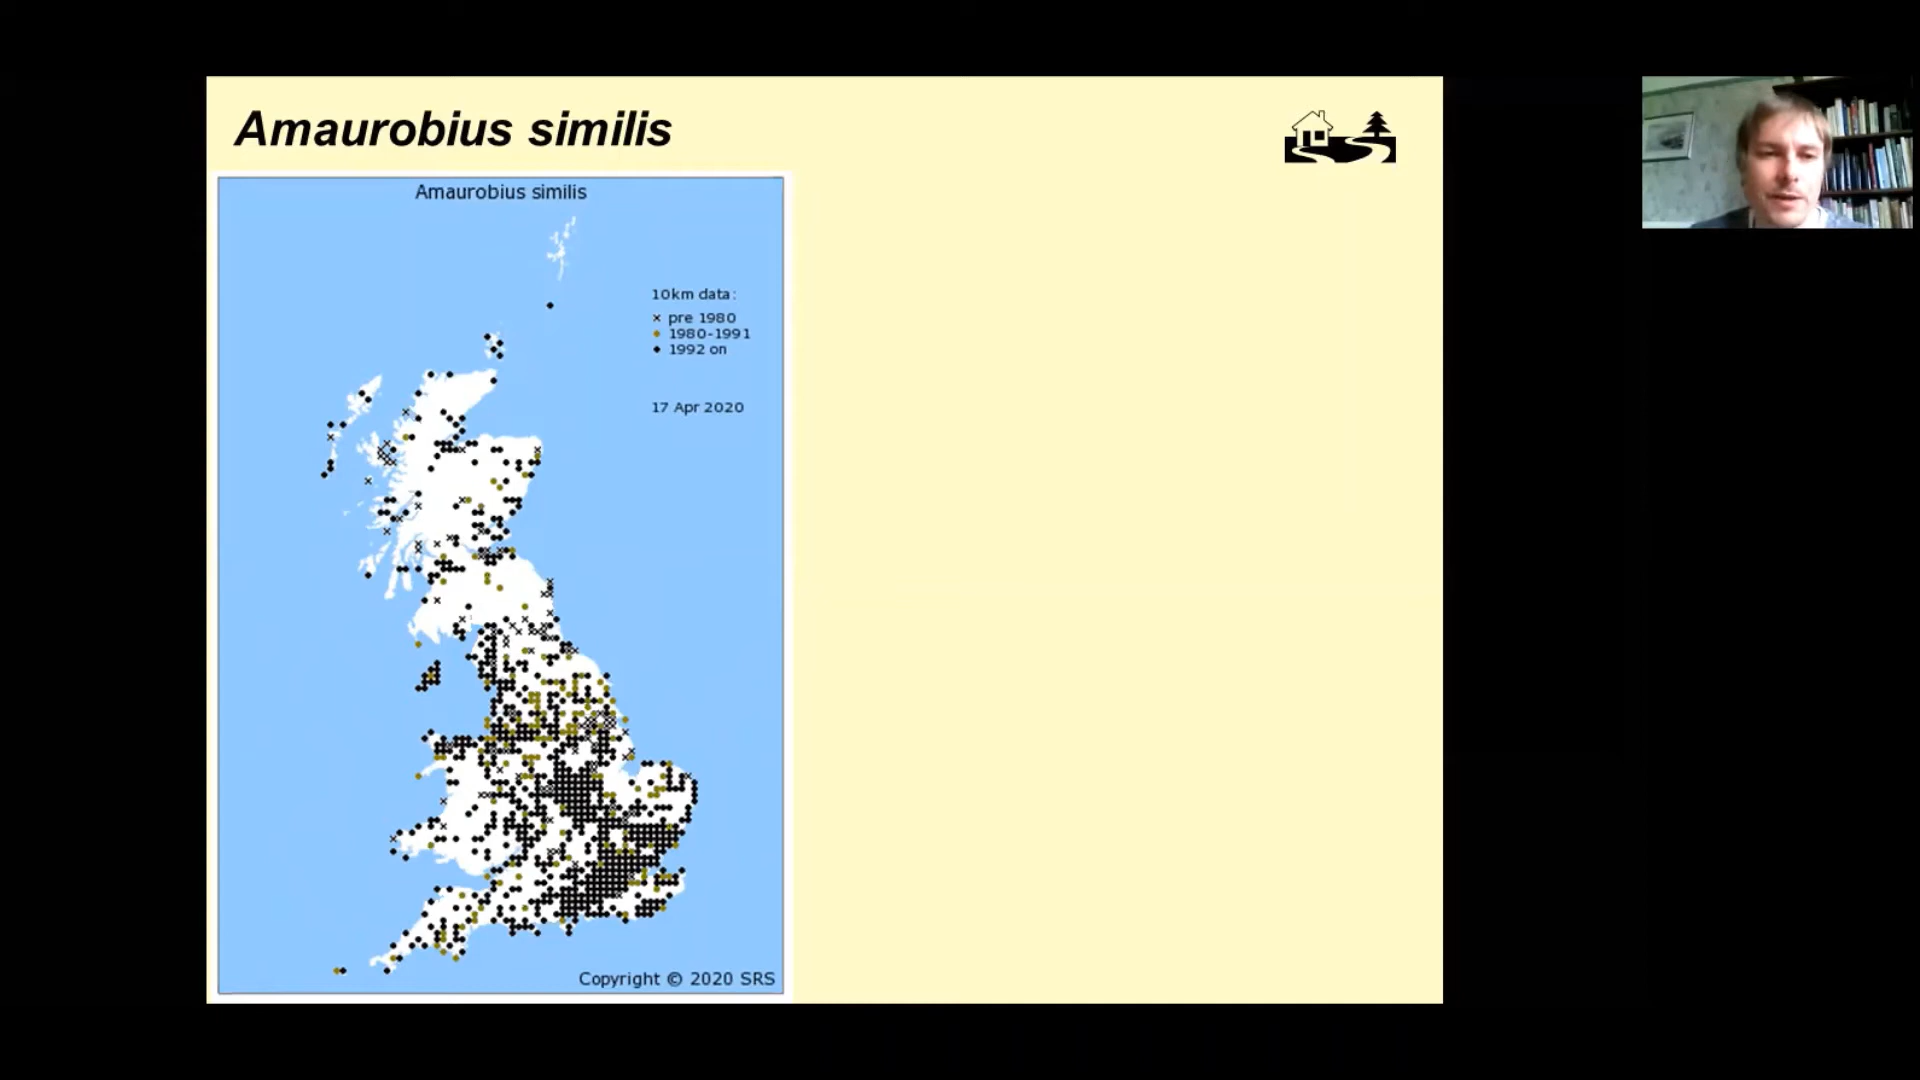 Amaurobius similis
Amaurobius similis
10km data:
× pre 1980
1980-1991
1992 on
17 Apr 2020
Copyright © 2020 SRS